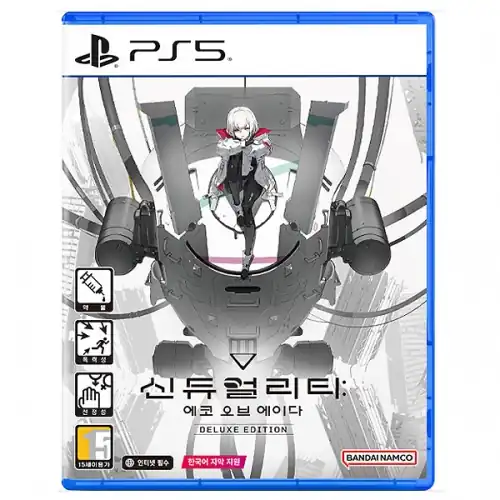 PS5
약물
폭력성
선정성
신듀얼리티:
에코 오브 에이다
DELUXE EDITION
15
15세이용가
인터넷 필수
한국어 자막 지원
BANDAI NAMCO